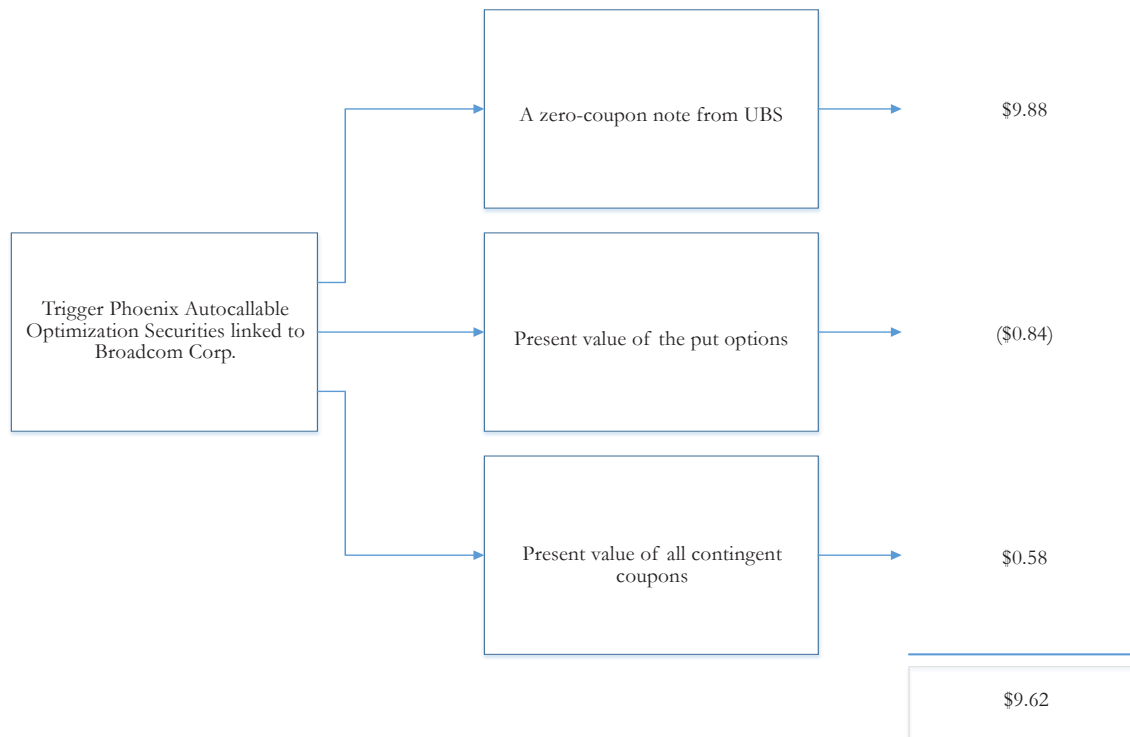 A zero-coupon note from UBS
$9.88
Trigger Phoenix Autocallable
Optimization Securities linked to
Broadcom Corp.
Present value of the put options
($0.84)
Present value of all contingent
coupons
$0.58
$9.62